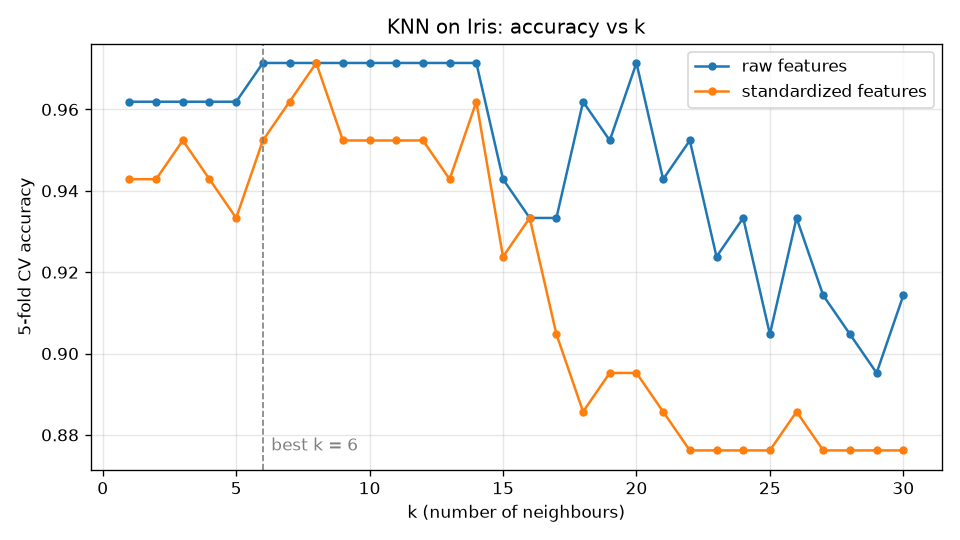 KNN on Iris: accuracy vs k
raw features
standardized features
5-fold CV accuracy
0.96
0.94
0.92
0.90
0.88
best k = 6
0
5
10
15
20
25
30
k (number of neighbours)